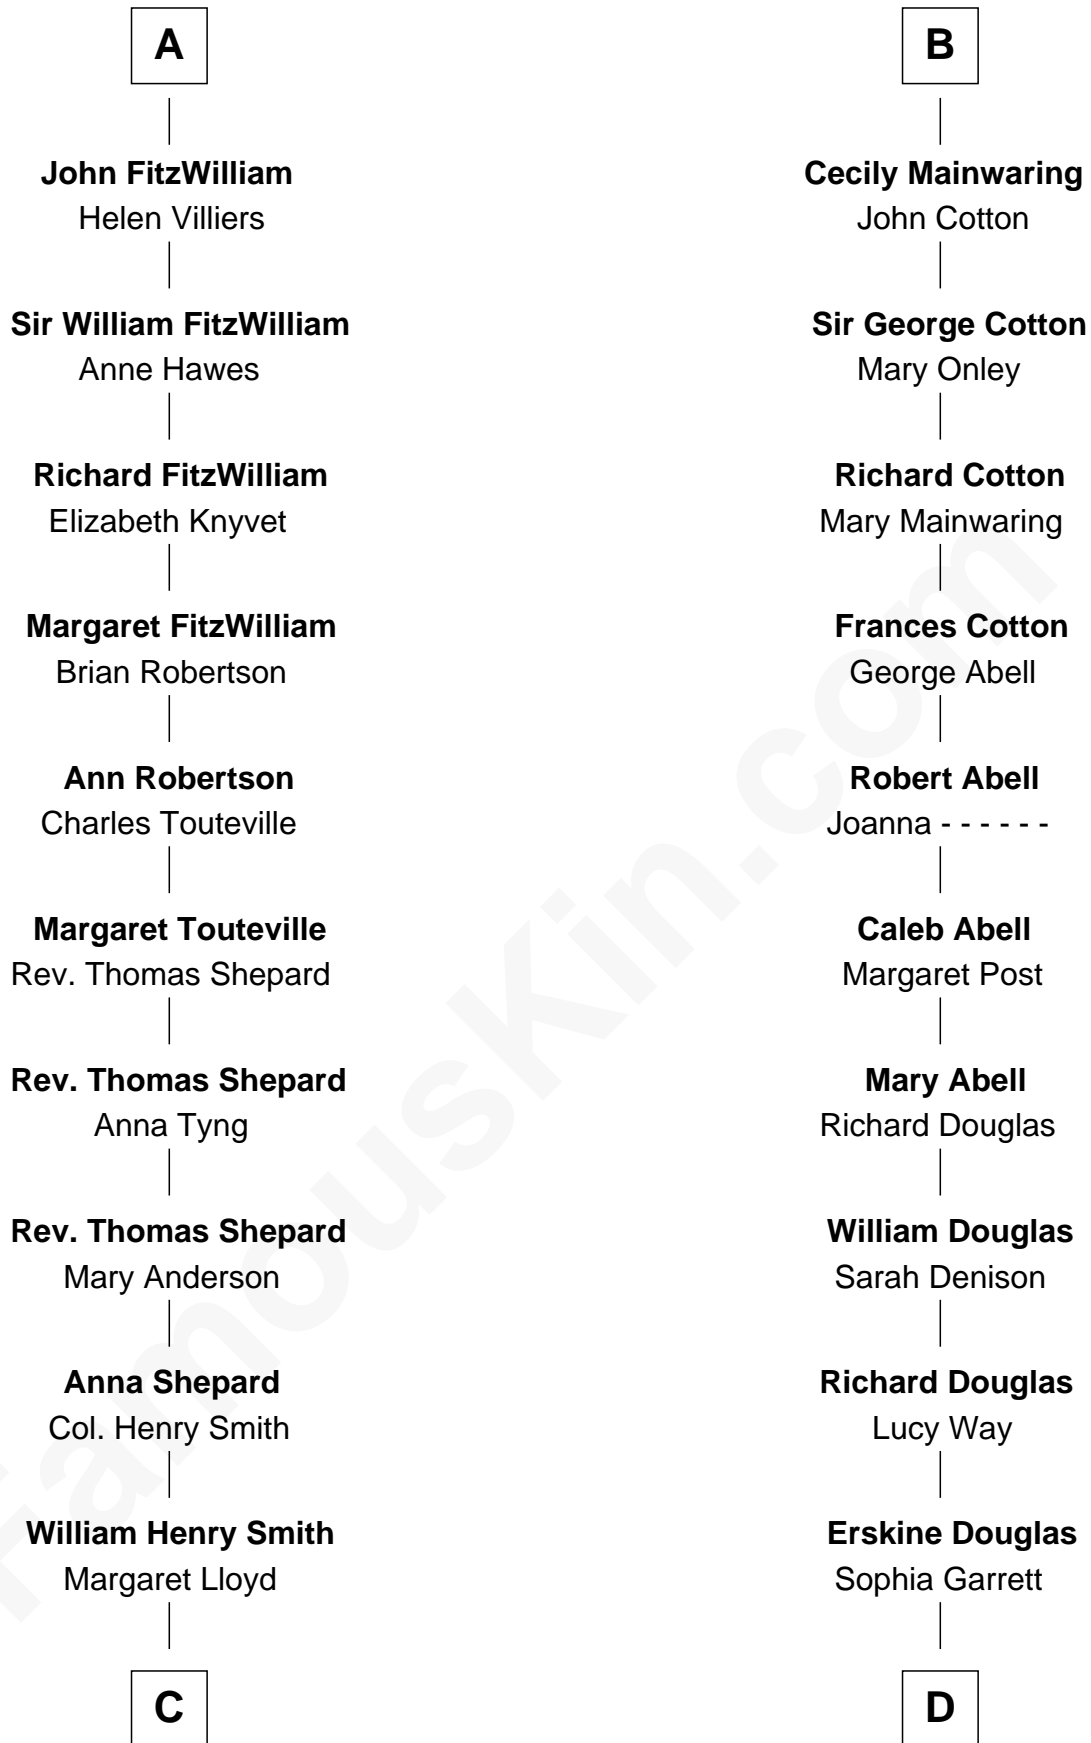 A
John FitzWilliam
Helen Villiers
Sir William FitzWilliam
Anne Hawes
Richard FitzWilliam
Elizabeth Knyvet
Margaret FitzWilliam
Brian Robertson
Ann Robertson
Charles Touteville
Margaret Touteville
Rev. Thomas Shepard
Rev. Thomas Shepard
Anna Tyng
Rev. Thomas Shepard
Mary Anderson
Anna Shepard
Col. Henry Smith
William Henry Smith
Margaret Lloyd
C
B
Cecily Mainwaring
John Cotton
Sir George Cotton
Mary Onley
Richard Cotton
Mary Mainwaring
Frances Cotton
George Abell
Robert Abell
Joanna - - - - - -
Caleb Abell
Margaret Post
Mary Abell
Richard Douglas
William Douglas
Sarah Denison
Richard Douglas
Lucy Way
Erskine Douglas
Sophia Garrett
D
FamousKin.com